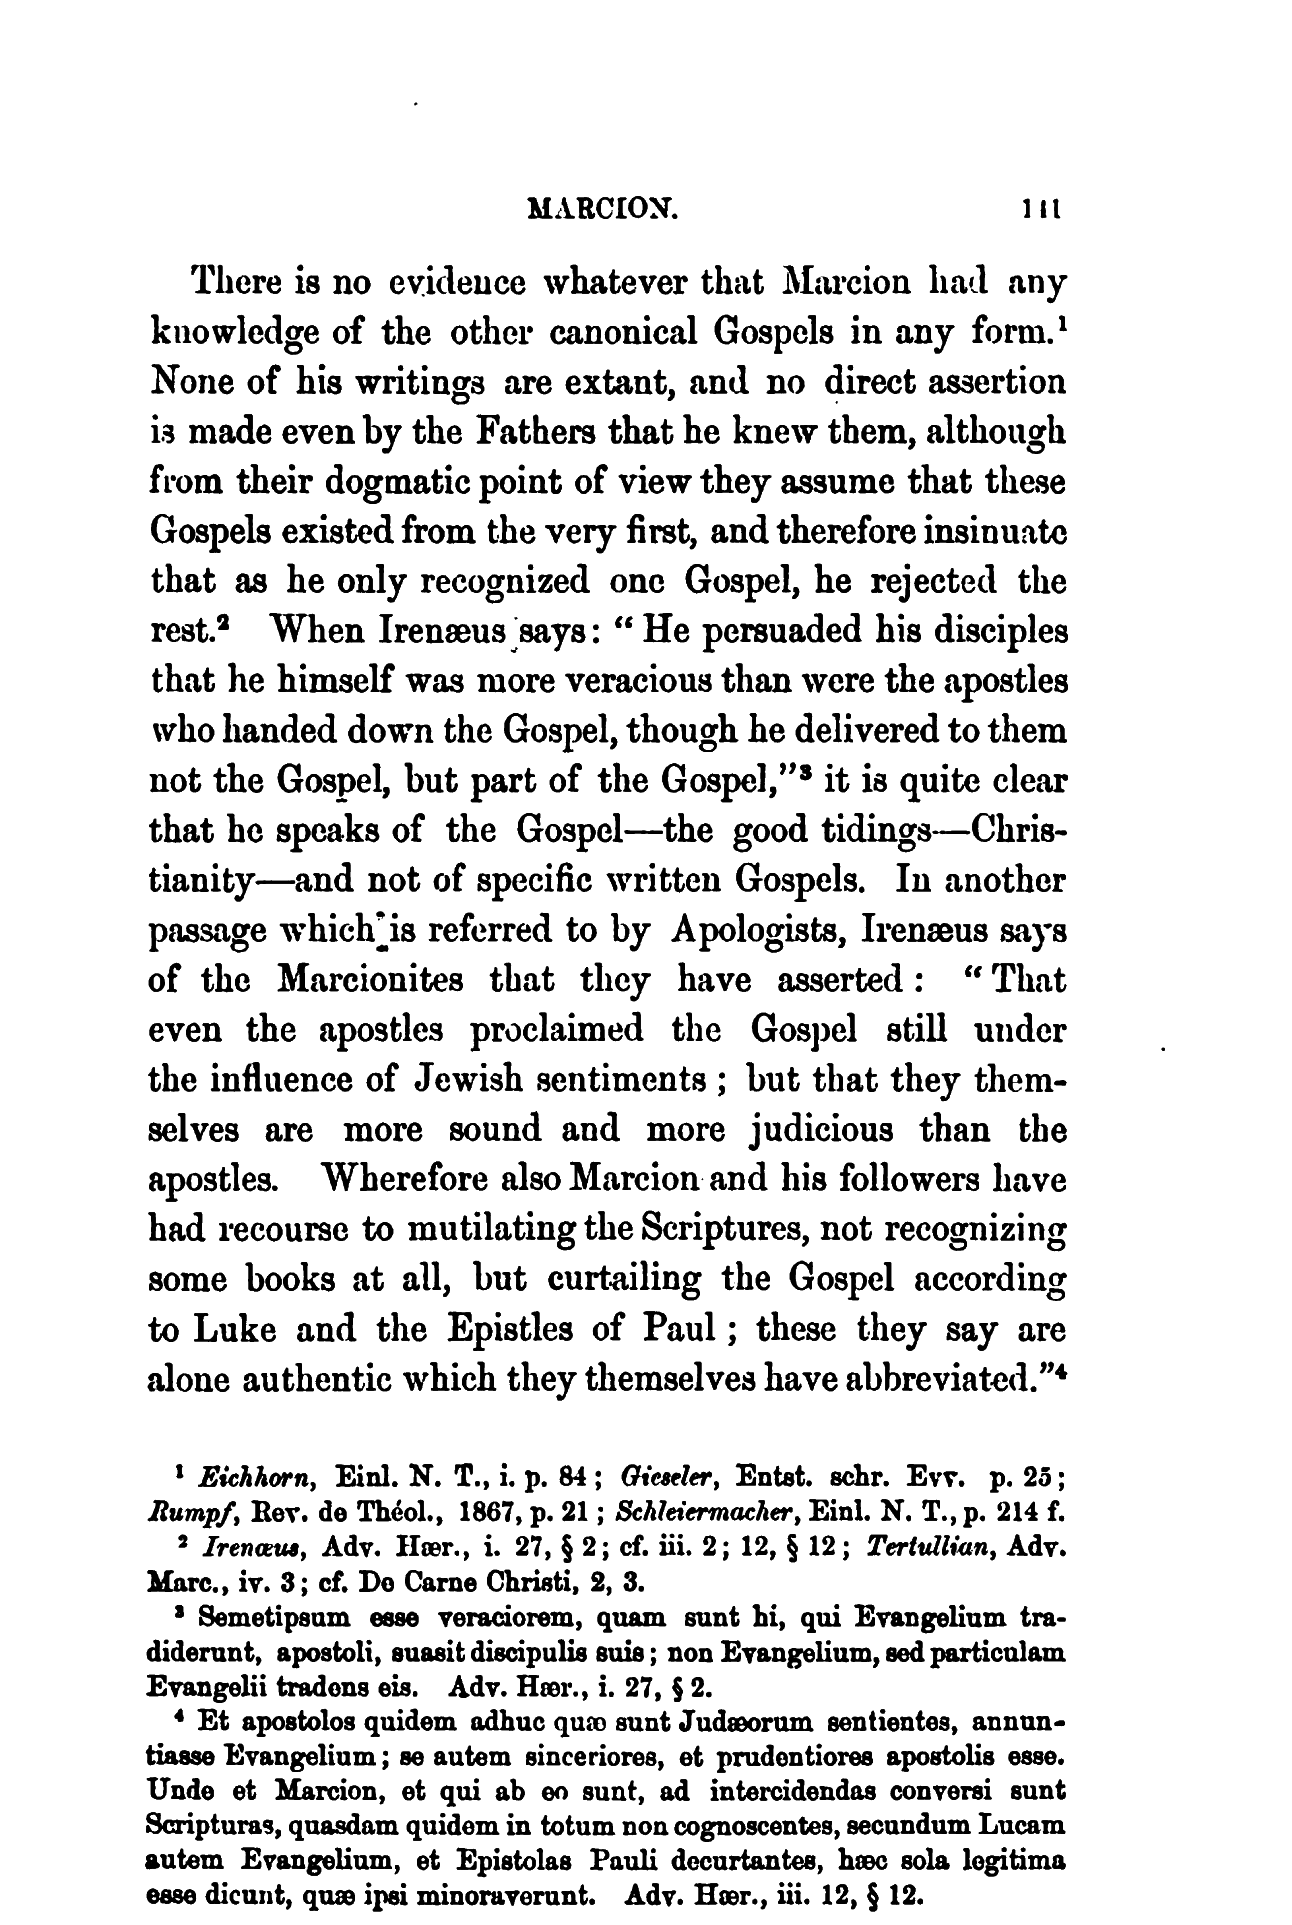 MARCION. 111
There is no evidence whatever that Marcion had any
knowledge of the other canonical Gospels in any form.¹
None of his writings are extant, and no direct assertion
is made even by the Fathers that he knew them, although
from their dogmatic point of view they assume that these
Gospels existed from the very first, and therefore insinuate
that as he only recognized one Gospel, he rejected the
rest.² When Irenæus says: “He persuaded his disciples
that he himself was more veracious than were the apostles
who handed down the Gospel, though he delivered to them
not the Gospel, but part of the Gospel,”³ it is quite clear
that he speaks of the Gospel—the good tidings—Chris-
tianity—and not of specific written Gospels. In another
passage which is referred to by Apologists, Irenæus says
of the Marcionites that they have asserted: “That
even the apostles proclaimed the Gospel still under
the influence of Jewish sentiments; but that they them-
selves are more sound and more judicious than the
apostles. Wherefore also Marcion and his followers have
had recourse to mutilating the Scriptures, not recognizing
some books at all, but curtailing the Gospel according
to Luke and the Epistles of Paul; these they say are
alone authentic which they themselves have abbreviated.”⁴
¹ Eichhorn, Einl. N. T., i. p. 84; Gieseler, Entst. schr. Evv. p. 25;
Rumpf, Rev. de Théol., 1867, p. 21; Schleiermacher, Einl. N. T., p. 214 f.
² Irenæus, Adv. Hær., i. 27, § 2; cf. iii. 2; 12, § 12; Tertullian, Adv.
Marc., iv. 3; cf. De Carne Christi, 2, 3.
³ Semetipsum esse veraciorem, quam sunt hi, qui Evangelium tra-
diderunt, apostoli, suasit discipulis suis; non Evangelium, sed particulam
Evangelii tradens eis. Adv. Hær., i. 27, § 2.
⁴ Et apostolos quidem adhuc quæ sunt Judæorum sentientes, annun-
tiasse Evangelium; se autem sinceriores, et prudentiores apostolis esse.
Unde et Marcion, et qui ab eo sunt, ad intercidendas conversi sunt
Scripturas, quasdam quidem in totum non cognoscentes, secundum Lucam
autem Evangelium, et Epistolas Pauli decurtantes, hæc sola legitima
esse dicunt, quæ ipsi minoraverunt. Adv. Hær., iii. 12, § 12.